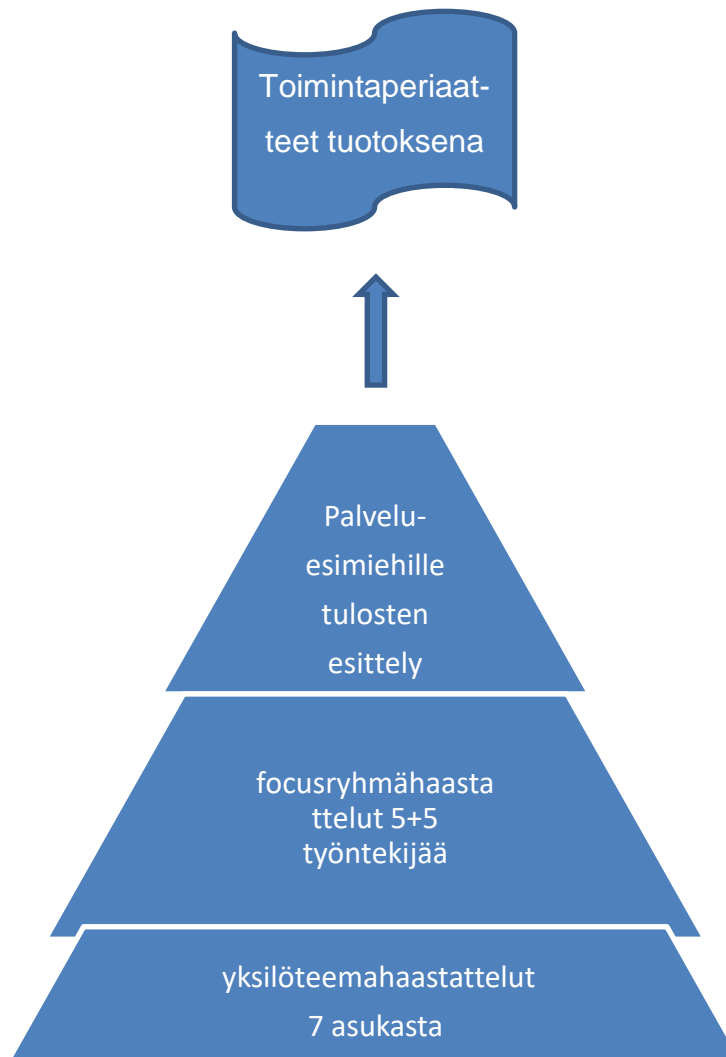 Toimintaperiaat-
teet tuotoksena
Palvelu-
esimiehille
tulosten
esittely
focusryhmähaasta
ttelut 5+5
työntekijää
yksilöteemahaastattelut
7 asukasta